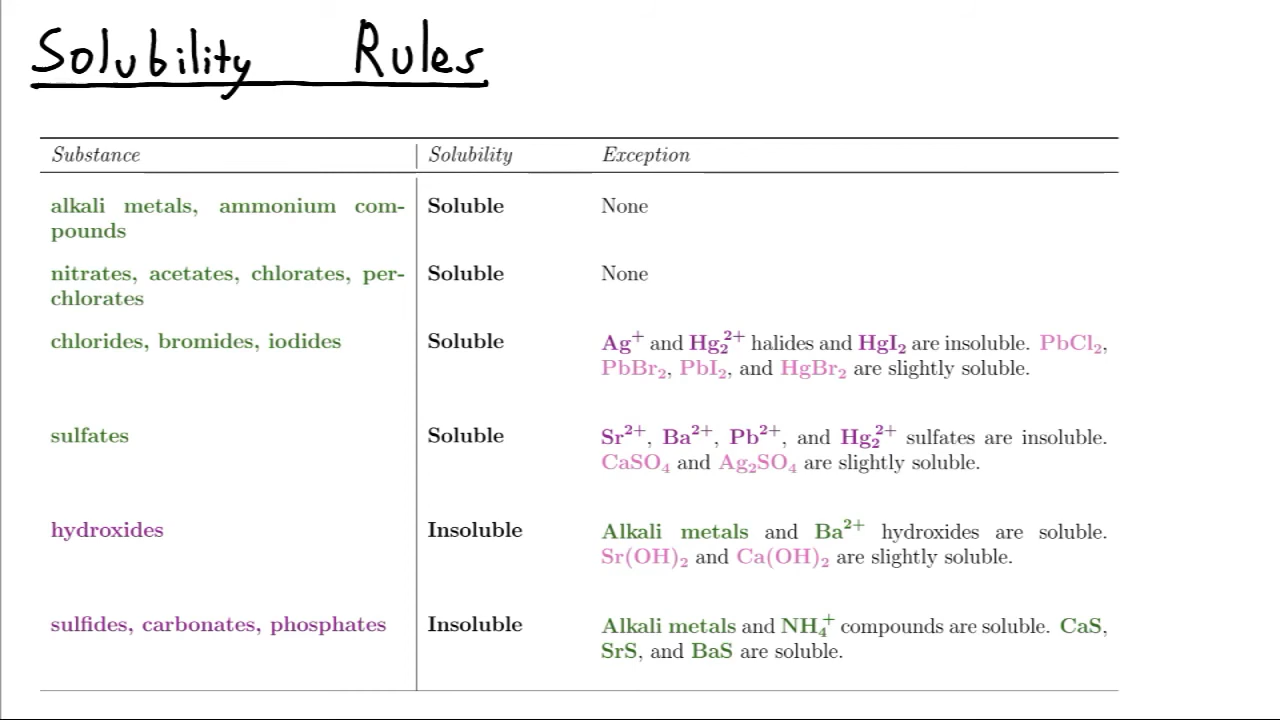 Solubility Rules
Substance Solubility Exception
alkali metals, ammonium com- Soluble None
pounds
nitrates, acetates, chlorates, per- Soluble None
chlorates
chlorides, bromides, iodides Soluble Ag⁺ and Hg₂²⁺ halides and HgI₂ are insoluble. PbCl₂,
PbBr₂, PbI₂, and HgBr₂ are slightly soluble.
sulfates Soluble Sr²⁺, Ba²⁺, Pb²⁺, and Hg₂²⁺ sulfates are insoluble.
CaSO₄ and Ag₂SO₄ are slightly soluble.
hydroxides Insoluble Alkali metals and Ba²⁺ hydroxides are soluble.
Sr(OH)₂ and Ca(OH)₂ are slightly soluble.
sulfides, carbonates, phosphates Insoluble Alkali metals and NH₄⁺ compounds are soluble. CaS,
SrS, and BaS are soluble.